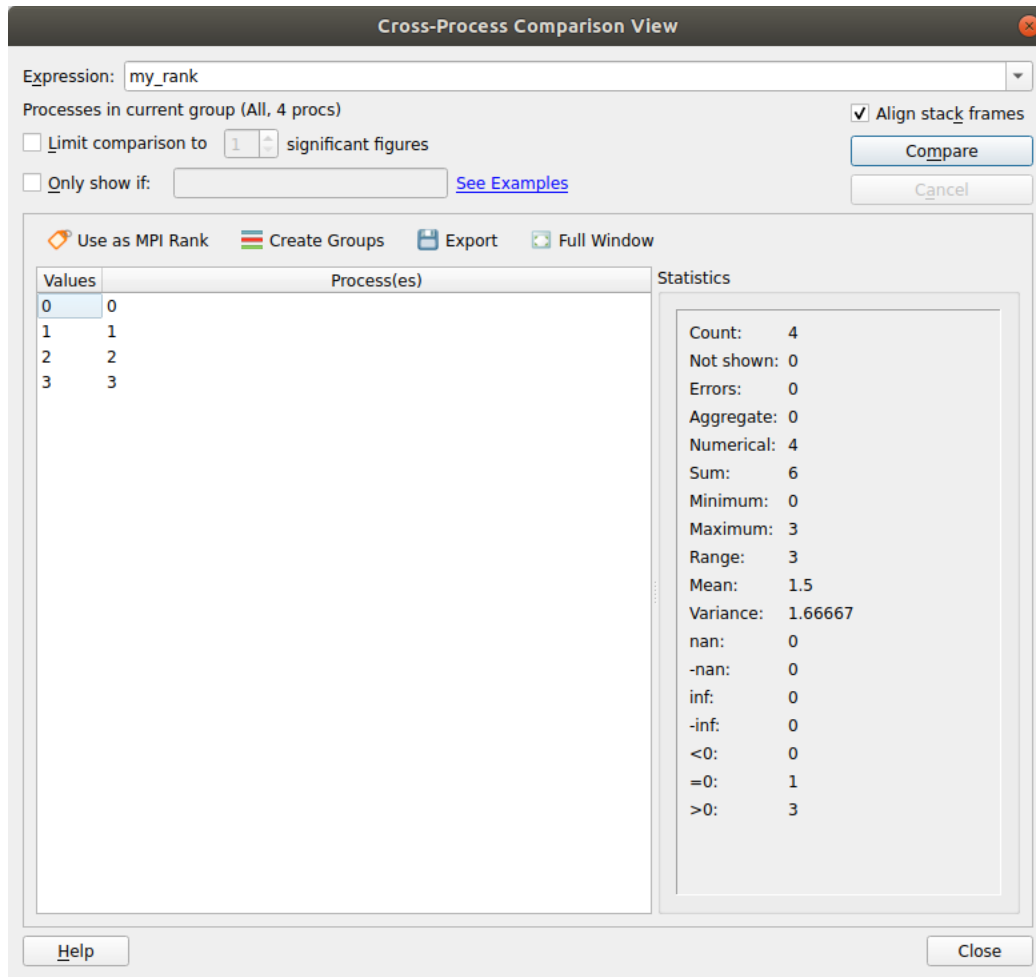 Cross-Process Comparison View
Expression: my_rank
Processes in current group (All, 4 procs)
Align stack frames
Limit comparison to 1 significant figures
Compare
Only show if: See Examples
Cancel
Use as MPI Rank Create Groups Export Full Window
Values Process(es)
0 0
1 1
2 2
3 3
Statistics
Count: 4
Not shown: 0
Errors: 0
Aggregate: 0
Numerical: 4
Sum: 6
Minimum: 0
Maximum: 3
Range: 3
Mean: 1.5
Variance: 1.66667
nan: 0
-nan: 0
inf: 0
-inf: 0
<0: 0
=0: 1
>0: 3
Help Close